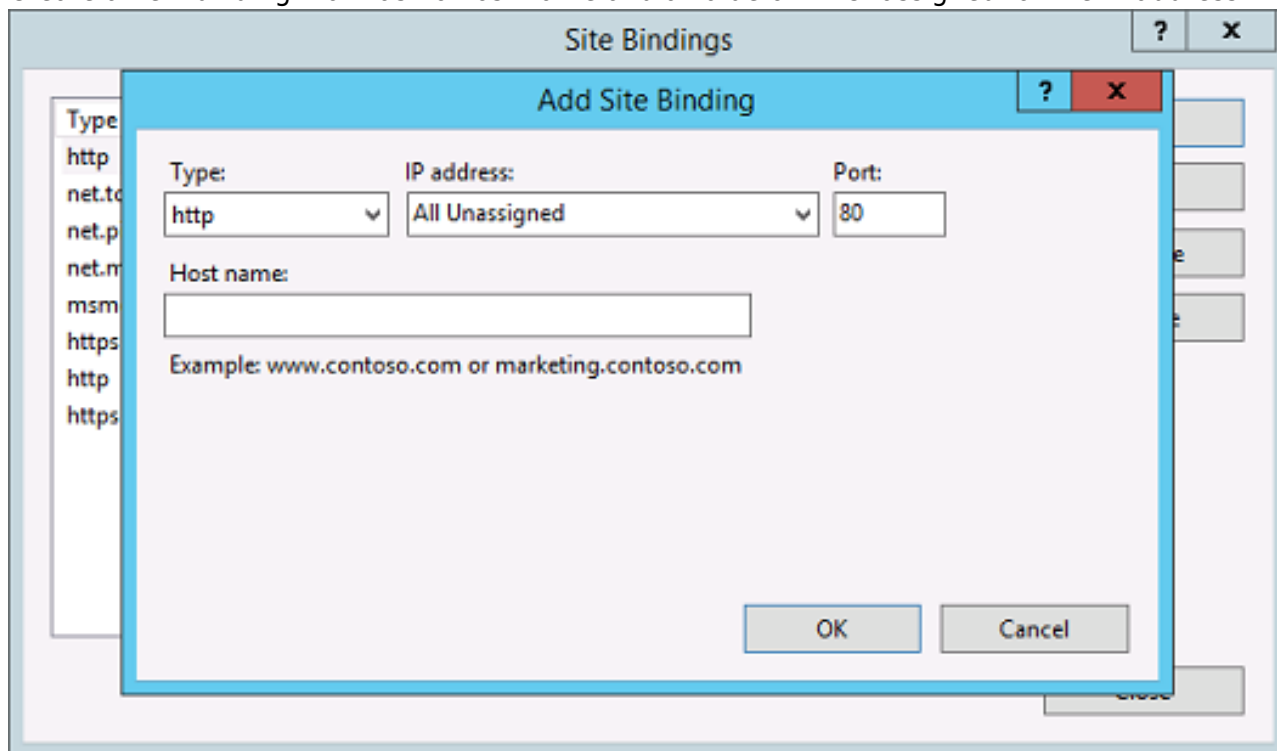 Site Bindings
? x
Add Site Binding
? x
Type
http
net.tc
net.p
net.m
msm
https
http
https
Type:
IP address:
Port:
http
All Unassigned
80
Host name:
Example: www.contoso.com or marketing.contoso.com
e
e
OK
Cancel
Close